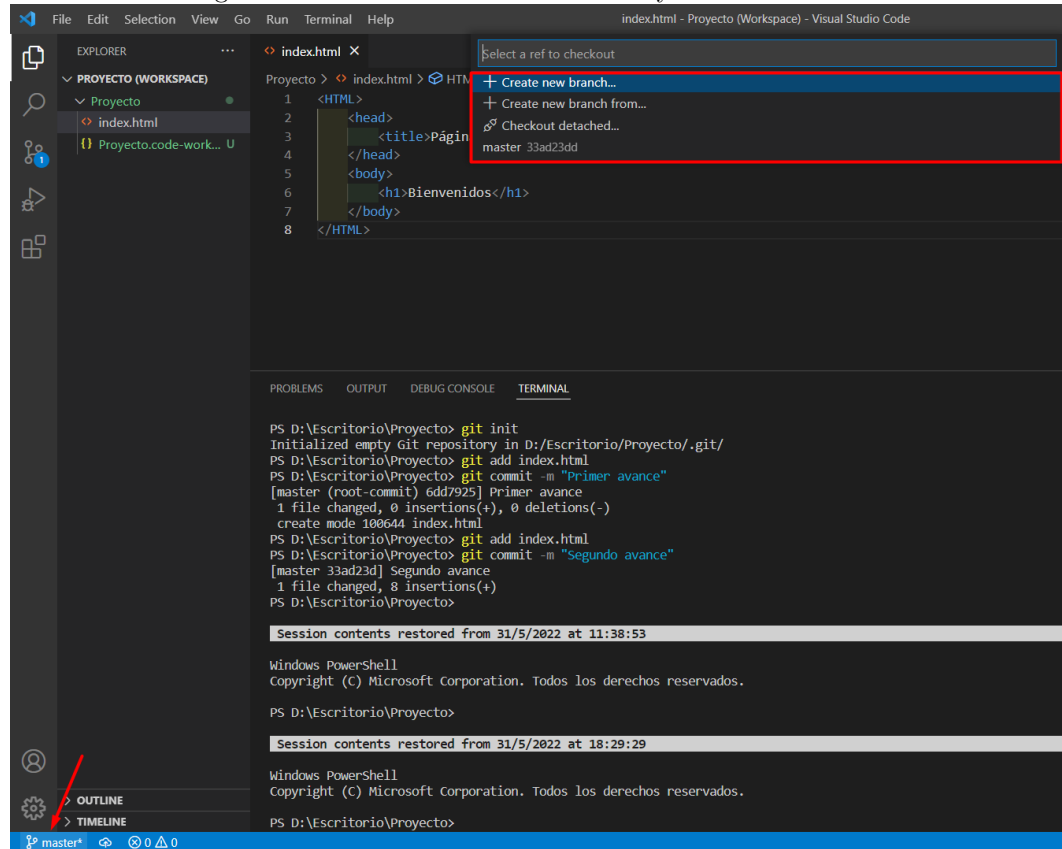 File Edit Selection View Go Run Terminal Help index.html - Proyecto (Workspace) - Visual Studio Code
EXPLORER ...
index.html
Select a ref to checkout
PROYECTO (WORKSPACE)
Proyecto
index.html
Proyecto.code-work... U
1
Proyecto > index.html > HTM
+ Create new branch...
+ Create new branch from...
Checkout detached...
master 33ad23dd
1 <HTML>
2 <head>
3 <title>Págin
4 </head>
5 <body>
6 <h1>Bienvenidos</h1>
7 </body>
8 </HTML>
PROBLEMS OUTPUT DEBUG CONSOLE TERMINAL
PS D:\Escritorio\Proyecto> git init
Initialized empty Git repository in D:/Escritorio/Proyecto/.git/
PS D:\Escritorio\Proyecto> git add index.html
PS D:\Escritorio\Proyecto> git commit -m "Primer avance"
[master (root-commit) 6dd7925] Primer avance
1 file changed, 0 insertions(+), 0 deletions(-)
create mode 100644 index.html
PS D:\Escritorio\Proyecto> git add index.html
PS D:\Escritorio\Proyecto> git commit -m "Segundo avance"
[master 33ad23d] Segundo avance
1 file changed, 8 insertions(+)
PS D:\Escritorio\Proyecto>
Session contents restored from 31/5/2022 at 11:38:53
Windows PowerShell
Copyright (C) Microsoft Corporation. Todos los derechos reservados.
PS D:\Escritorio\Proyecto>
Session contents restored from 31/5/2022 at 18:29:29
Windows PowerShell
Copyright (C) Microsoft Corporation. Todos los derechos reservados.
PS D:\Escritorio\Proyecto>
> OUTLINE
> TIMELINE
master* 0 0